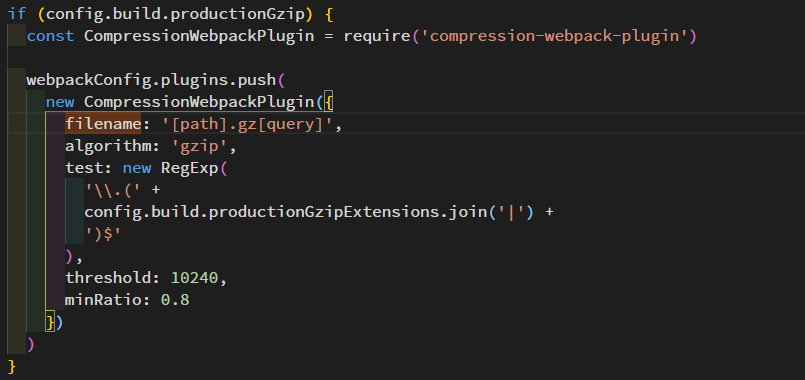 if (config.build.productionGzip) {
const CompressionWebpackPlugin = require('compression-webpack-plugin')
webpackConfig.plugins.push(
new CompressionWebpackPlugin({
filename: '[path].gz[query]',
algorithm: 'gzip',
test: new RegExp(
'\\.(' +
config.build.productionGzipExtensions.join('|') +
')$'
),
threshold: 10240,
minRatio: 0.8
})
)
}